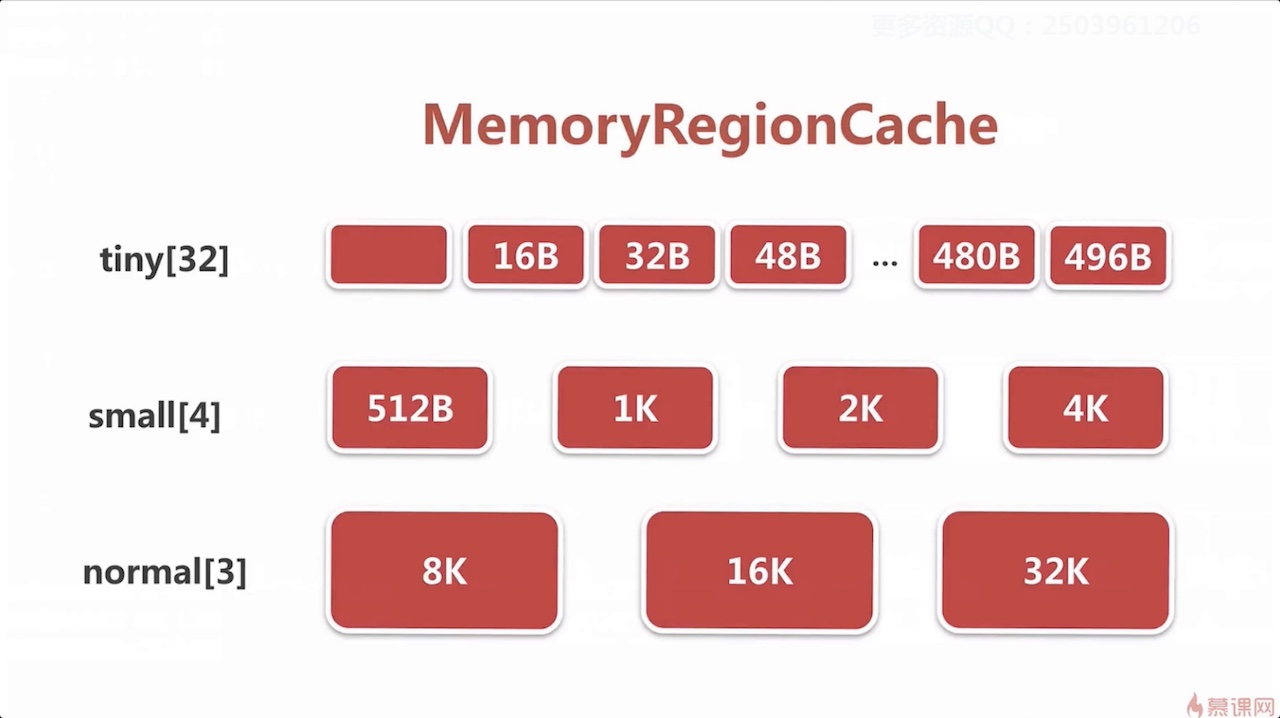 更多资源QQ：2503961206
MemoryRegionCache
tiny[32] 16B 32B 48B ... 480B 496B
small[4] 512B 1K 2K 4K
normal[3] 8K 16K 32K
慕课网